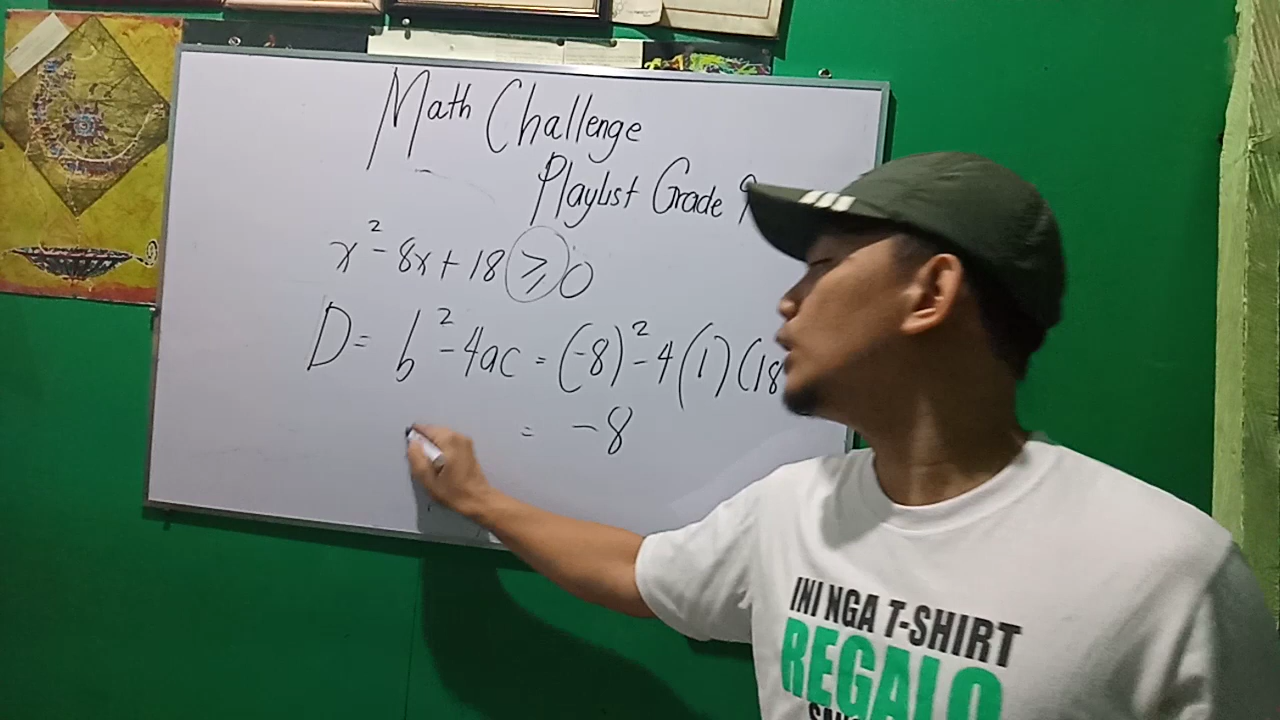 Math Challenge
Playlist Grade 9
x² - 8x + 18 ≥ 0
D = b² - 4ac = (-8)² - 4(1)(18
= -8
INI NGA T-SHIRT
REGALO